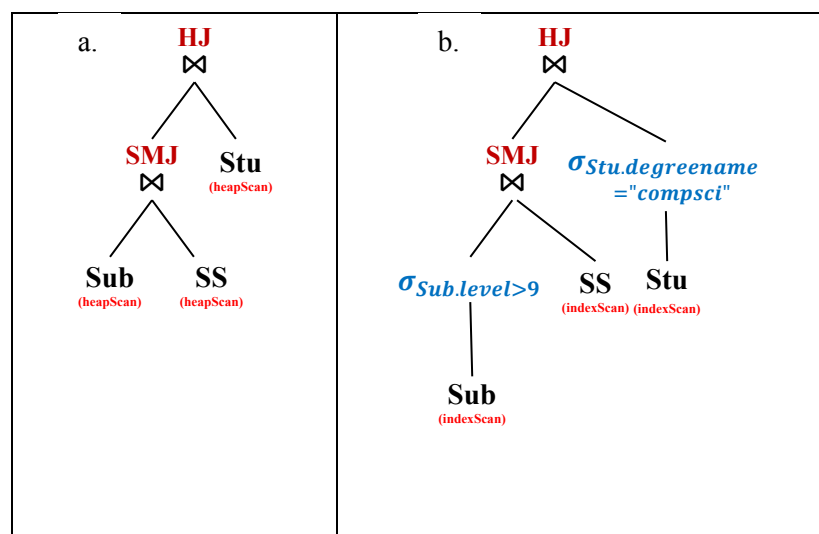 a.
HJ
⋈
SMJ
⋈
Stu
(heapScan)
Sub
(heapScan)
SS
(heapScan)
b.
HJ
⋈
SMJ
⋈
σStu.degreename
="compsci"
σSub.level>9
SS
(indexScan)
Stu
(indexScan)
Sub
(indexScan)